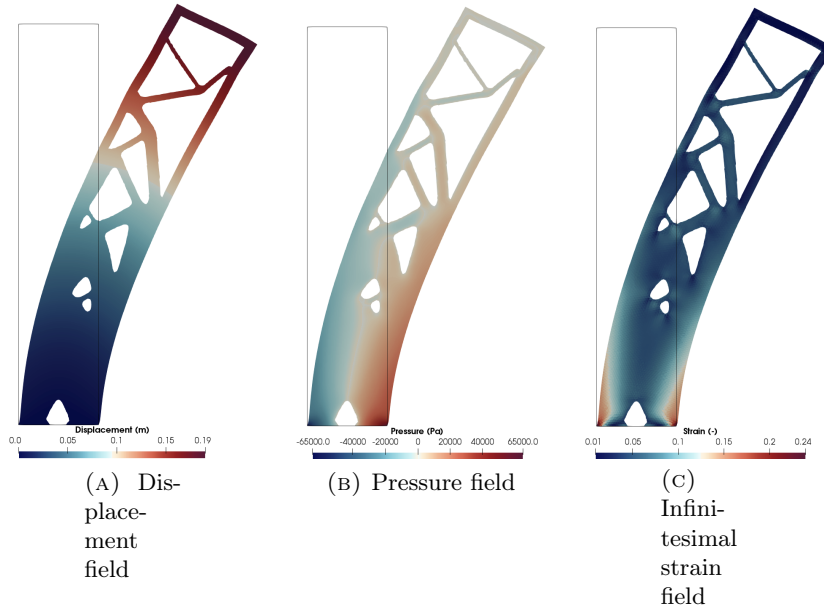 Displacement (m)
0.0 0.05 0.1 0.15 0.19
Pressure (Pa)
-65000.0 -40000 -20000 0 20000 40000 65000.0
Strain (-)
0.01 0.05 0.1 0.15 0.2 0.24
(A) Dis-
place-
ment
field
(B) Pressure field
(C)
Infini-
tesimal
strain
field